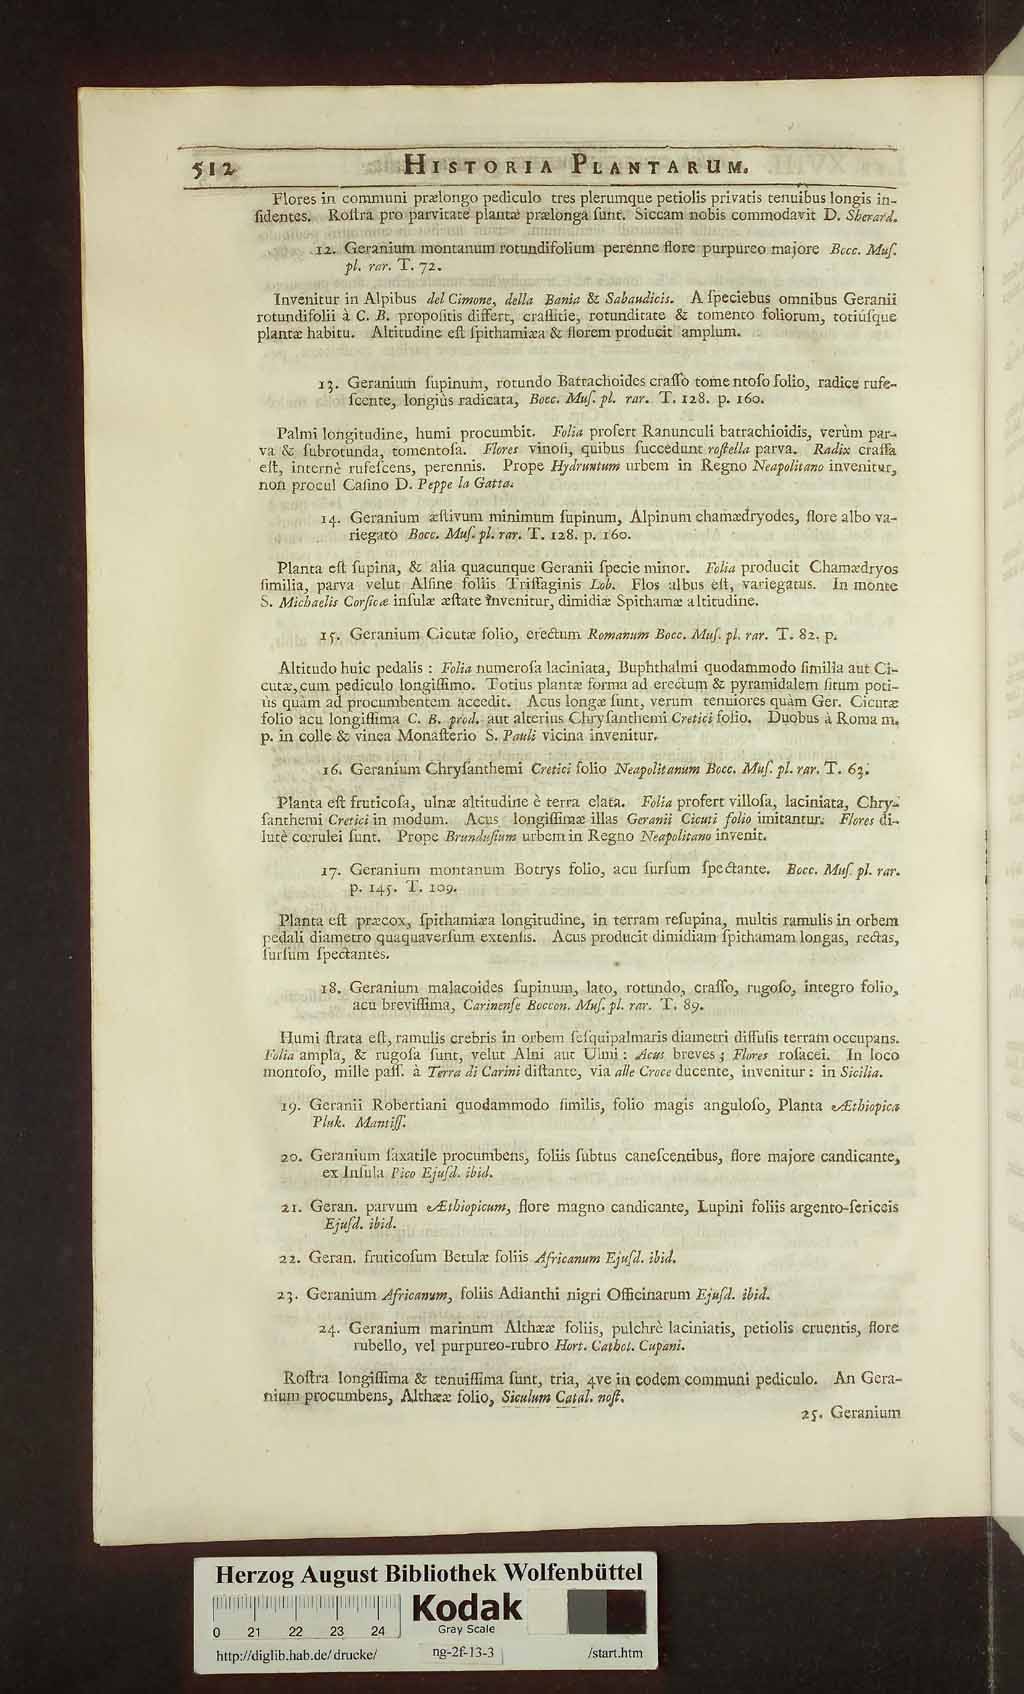 512 HISTORIA PLANTARUM.
Flores in communi prælongo pediculo tres plerumque petiolis privatis tenuibus longis in-
ſidentes. Roſtra pro parvitate plantæ prælonga ſunt. Siccam nobis commodavit D. Sherard.
12. Geranium montanum rotundifolium perenne flore purpureo majore Bocc. Muſ.
pl. rar. T. 72.
Invenitur in Alpibus del Cimone, della Bania & Sabaudicis. A ſpeciebus omnibus Geranii
rotundifolii à C. B. propoſitis differt, craſſitie, rotunditate & tomento foliorum, totiúſque
plantæ habitu. Altitudine eſt ſpithamiæa & florem producit amplum.
13. Geranium ſupinum, rotundo Batrachoides craſſo tomentoſo folio, radice rufe-
ſcente, longiùs radicata, Bocc. Muſ. pl. rar. T. 128. p. 160.
Palmi longitudine, humi procumbit. Folia profert Ranunculi batrachioidis, verùm par-
va & ſubrotunda, tomentoſa. Flores vinoſi, quibus ſuccedunt roſtella parva. Radix craſſa
eſt, internè rufeſcens, perennis. Prope Hydruntum urbem in Regno Neapolitano invenitur,
non procul Caſino D. Peppe la Gatta.
14. Geranium æſtivum minimum ſupinum, Alpinum chamædryodes, flore albo va-
riegato Bocc. Muſ. pl. rar. T. 128. p. 160.
Planta eſt ſupina, & alia quacunque Geranii ſpecie minor. Folia producit Chamædryos
ſimilia, parva velut Alſine foliis Triſſaginis Lob. Flos albus eſt, variegatus. In monte
S. Michaelis Corſicæ inſulæ æſtate invenitur, dimidiæ Spithamæ altitudine.
15. Geranium Cicutæ folio, erectum Romanum Bocc. Muſ. pl. rar. T. 82. p.
Altitudo huic pedalis : Folia numeroſa laciniata, Buphthalmi quodammodo ſimilia aut Ci-
cutæ, cum pediculo longiſſimo. Totius plantæ forma ad erectum & pyramidalem ſitum poti-
ùs quàm ad procumbentem accedit. Acus longæ ſunt, verum tenuiores quàm Ger. Cicutæ
folio acu longiſſima C. B. prod. aut alterius Chryſanthemi Cretici folio. Duobus à Roma m.
p. in colle & vinea Monaſterio S. Pauli vicina invenitur.
16. Geranium Chryſanthemi Cretici folio Neapolitanum Bocc. Muſ. pl. rar. T. 63.
Planta eſt fruticoſa, ulnæ altitudine è terra elata. Folia profert villoſa, laciniata, Chry-
ſanthemi Cretici in modum. Acus longiſſimæ illas Geranii Cicuti folio imitantur. Flores di-
lutè cœrulei ſunt. Prope Brunduſium urbem in Regno Neapolitano invenit.
17. Geranium montanum Botrys folio, acu ſurſum ſpectante. Bocc. Muſ. pl. rar.
p. 145. T. 109.
Planta eſt præcox, ſpithamiæa longitudine, in terram reſupina, multis ramulis in orbem
pedali diametro quaquaverſum extenſis. Acus producit dimidiam ſpithamam longas, rectas,
ſurſum ſpectantes.
18. Geranium malacoides ſupinum, lato, rotundo, craſſo, rugoſo, integro folio,
acu breviſſima, Carinenſe Boccon. Muſ. pl. rar. T. 89.
Humi ſtrata eſt, ramulis crebris in orbem ſeſquipalmaris diametri diffuſis terram occupans.
Folia ampla, & rugoſa ſunt, velut Alni aut Ulmi : Acus breves ; Flores roſacei. In loco
montoſo, mille paſſ. à Terra di Carini diſtante, via alle Croce ducente, invenitur : in Sicilia.
19. Geranii Robertiani quodammodo ſimilis, folio magis anguloſo, Planta Æthiopica
Pluk. Mantiſſ.
20. Geranium ſaxatile procumbens, foliis ſubtus caneſcentibus, flore majore candicante,
ex Inſula Pico Ejuſd. ibid.
21. Geran. parvum Æthiopicum, flore magno candicante, Lupini foliis argento-ſericeis
Ejuſd. ibid.
22. Geran. fruticoſum Betulæ foliis Africanum Ejuſd. ibid.
23. Geranium Africanum, foliis Adianthi nigri Officinarum Ejuſd. ibid.
24. Geranium marinum Althææ foliis, pulchrè laciniatis, petiolis cruentis, flore
rubello, vel purpureo-rubro Hort. Cathol. Cupani.
Roſtra longiſſima & tenuiſſima ſunt, tria, 4ve in eodem communi pediculo. An Gera-
nium procumbens, Althææ folio, Siculum Catal. noſt.
25. Geranium
Herzog August Bibliothek Wolfenbüttel
0 21 22 23 24
Kodak
Gray Scale
http://diglib.hab.de/drucke/ ng-2f-13-3 /start.htm